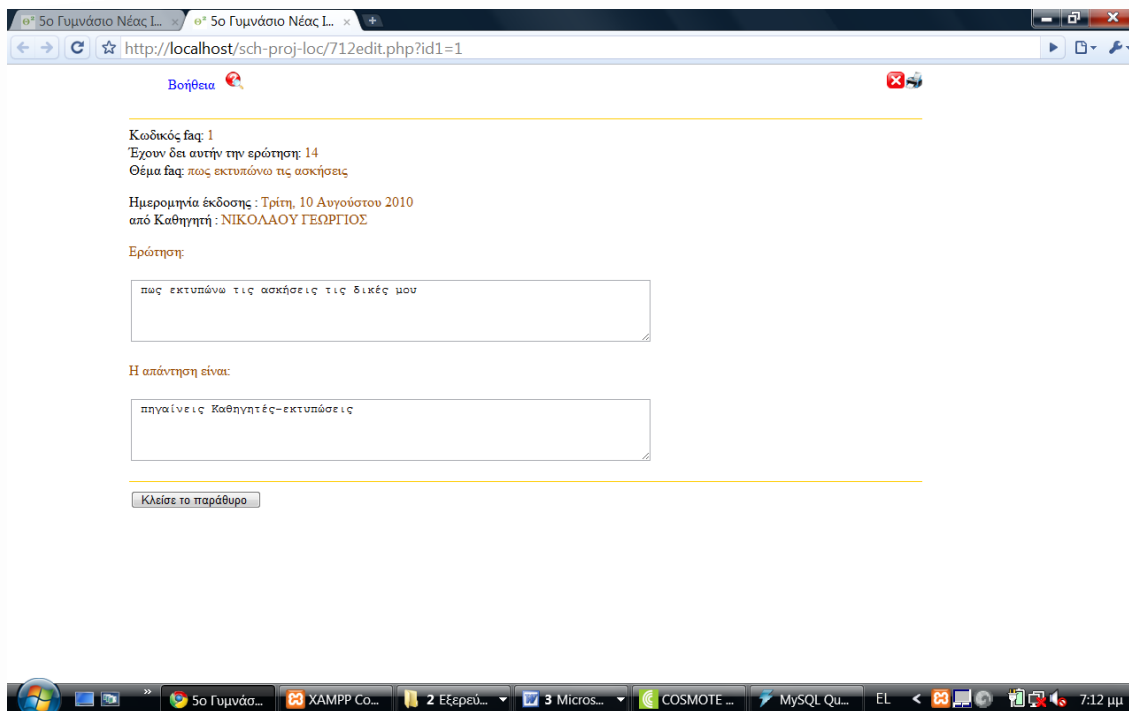 5ο Γυμνάσιο Νέας Ι...
5ο Γυμνάσιο Νέας Ι...
http://localhost/sch-proj-loc/712edit.php?id1=1
Βοήθεια
Κωδικός faq: 1
Έχουν δει αυτήν την ερώτηση: 14
Θέμα faq: πως εκτυπώνω τις ασκήσεις
Ημερομηνία έκδοσης : Τρίτη, 10 Αυγούστου 2010
από Καθηγητή : ΝΙΚΟΛΑΟΥ ΓΕΩΡΓΙΟΣ
Ερώτηση:
πως εκτυπώνω τις ασκήσεις τις δικές μου
Η απάντηση είναι:
πηγαίνεις Καθηγητές-εκτυπώσεις
Κλείσε το παράθυρο
5ο Γυμνάσ... XAMPP Co... 2 Εξερεύ... 3 Micros... COSMOTE ... MySQL Qu... EL < 7:12 μμ